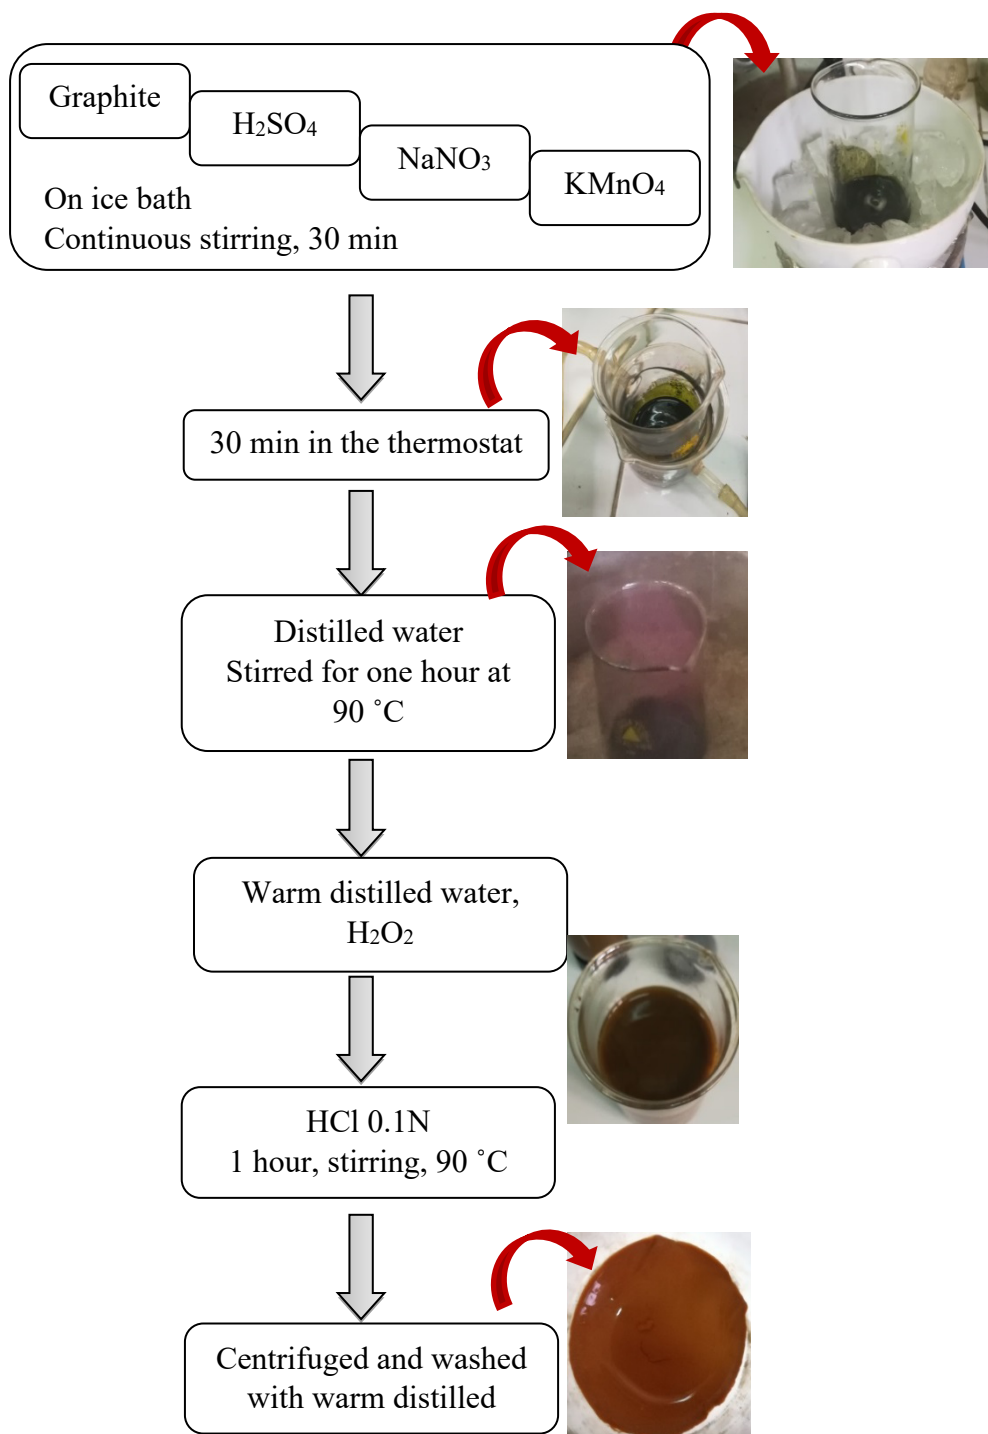 Graphite
H₂SO₄
NaNO₃
KMnO₄
On ice bath
Continuous stirring, 30 min
30 min in the thermostat
Distilled water
Stirred for one hour at
90 ˚C
Warm distilled water,
H₂O₂
HCl 0.1N
1 hour, stirring, 90 ˚C
Centrifuged and washed
with warm distilled